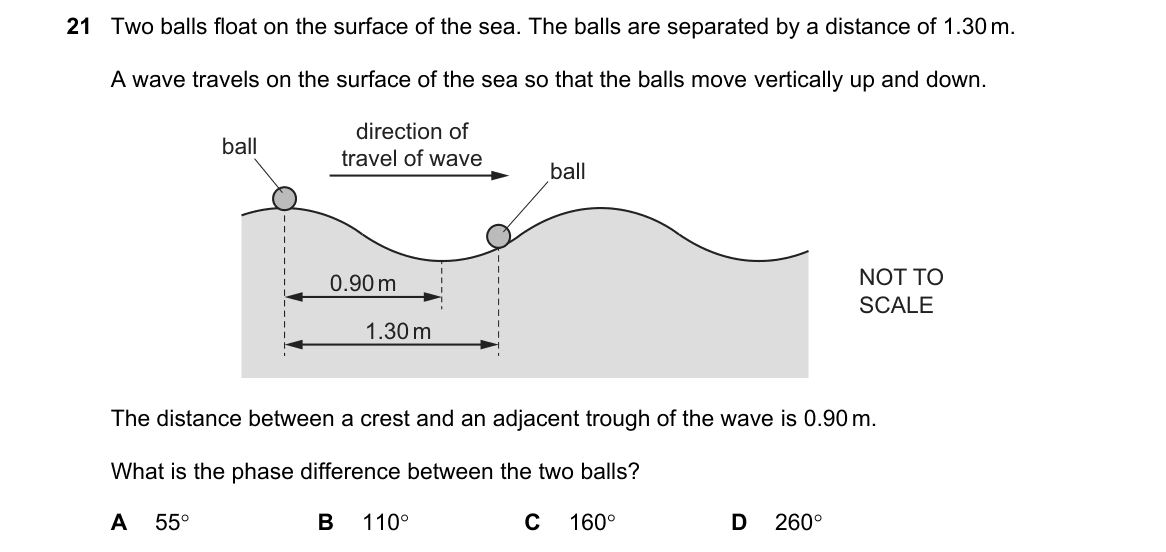 21 Two balls float on the surface of the sea. The balls are separated by a distance of 1.30 m.
A wave travels on the surface of the sea so that the balls move vertically up and down.
direction of
travel of wave
ball
ball
0.90 m
1.30 m
NOT TO
SCALE
The distance between a crest and an adjacent trough of the wave is 0.90 m.
What is the phase difference between the two balls?
A 55° B 110° C 160° D 260°